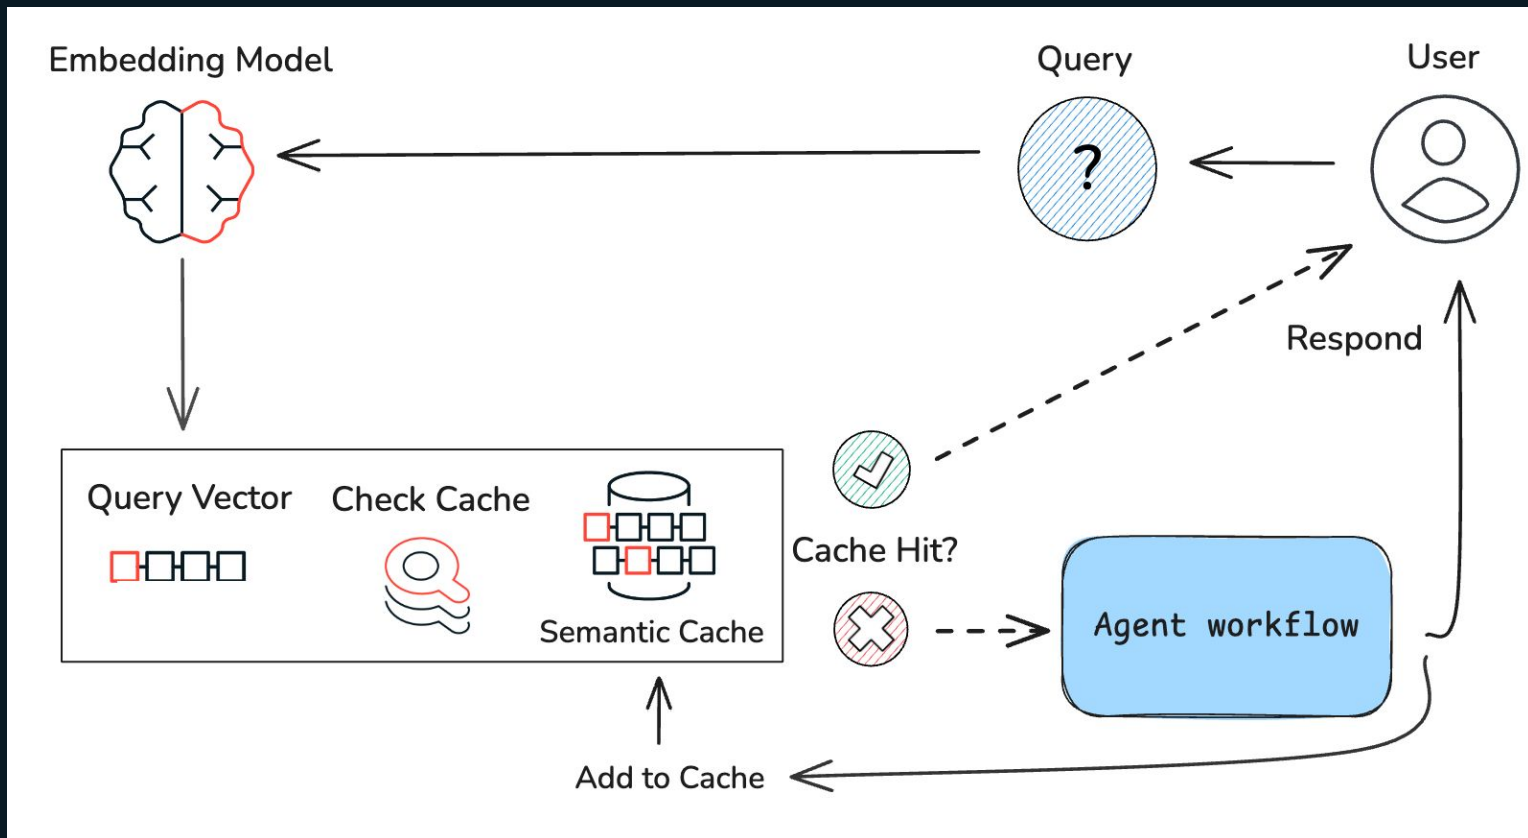 Embedding Model
Query
User
?
Respond
Query Vector
Check Cache
Semantic Cache
Cache Hit?
Agent workflow
Add to Cache